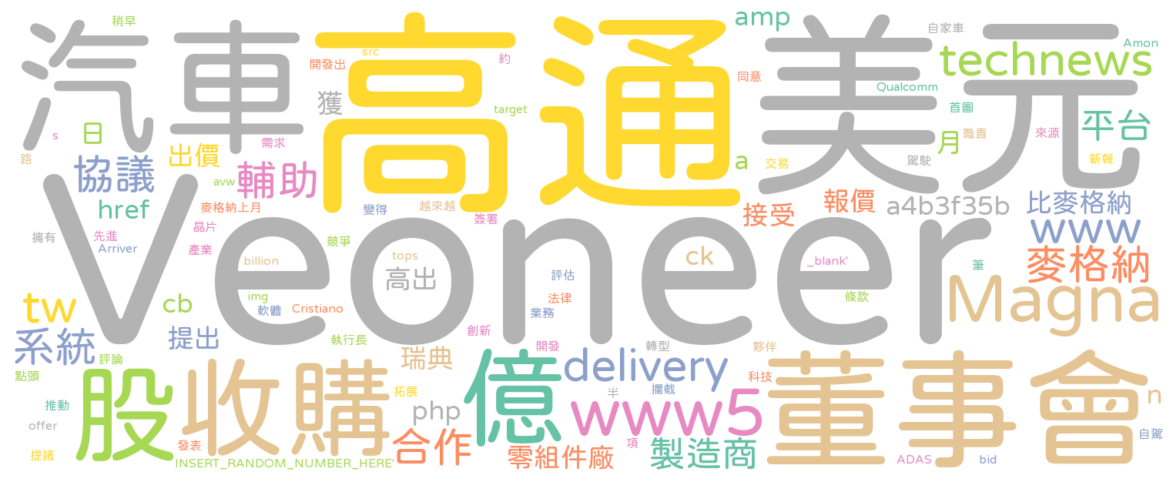 稍早
汽車
高通
美元
amp
自家車
Amon
technews
src
開發出
約
同意
Qualcomm
獲
target
首圖
平台
s
日
需求
出價
a
交易
月
職責
來源
新報
駕駛
路
協議
avw
輔助
href
麥格納上月
變得
越來越
簽署
接受
報價
a4b3f35b
比麥格納
www
擁有
先進
晶片
Arriver
產業
競爭
Veoneer
billion
tops
ck
_blank'
筆
麥格納
高出
評估
tw
cb
img
軟體
Cristiano
法律
條款
Magna
業務
系統
提出
執行長
創新
評論
開發
轉型
夥伴
瑞典
點頭
股
收購
億
delivery
科技
董事會
拓展
半
攔截
n
推動
php
www5
offer
發表
合作
項
自駕
捏鏹
INSERT_RANDOM_NUMBER_HERE
零組件廠
製造商
ADAS
bid